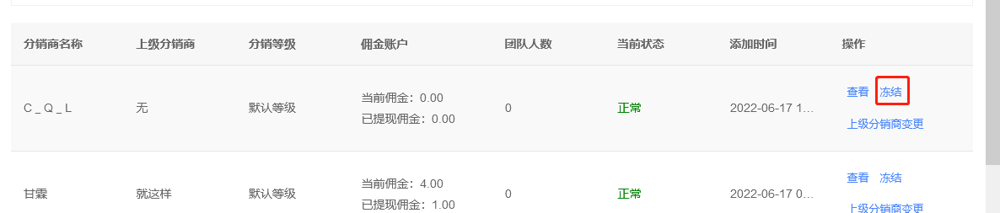 分销商名称 上级分销商 分销等级 佣金账户 团队人数 当前状态 添加时间 操作
C _ Q _ L 无 默认等级 当前佣金：0.00 0 正常 2022-06-17 1... 查看 冻结
已提现佣金：0.00 上级分销商变更
甘霖 就这样 默认等级 当前佣金：4.00 0 正常 2022-06-17 0... 查看 冻结
已提现佣金：1.00 上级分销商变更